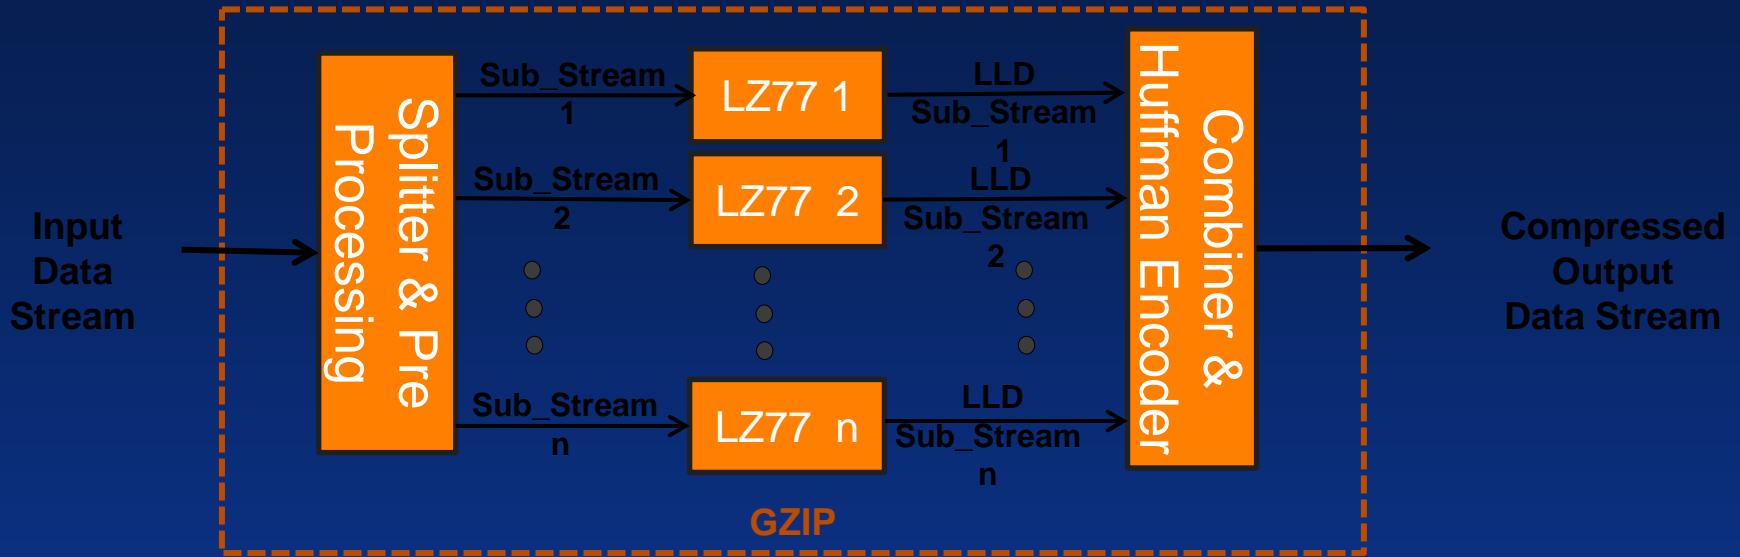 Input
Data
Stream
Splitter & Pre
Processing
Sub_Stream
1
LZ77 1
LLD
Sub_Stream
1
Sub_Stream
2
LZ77 2
LLD
Sub_Stream
2
Sub_Stream
n
LZ77 n
LLD
Sub_Stream
n
Combiner &
Huffman Encoder
Compressed
Output
Data Stream
GZIP